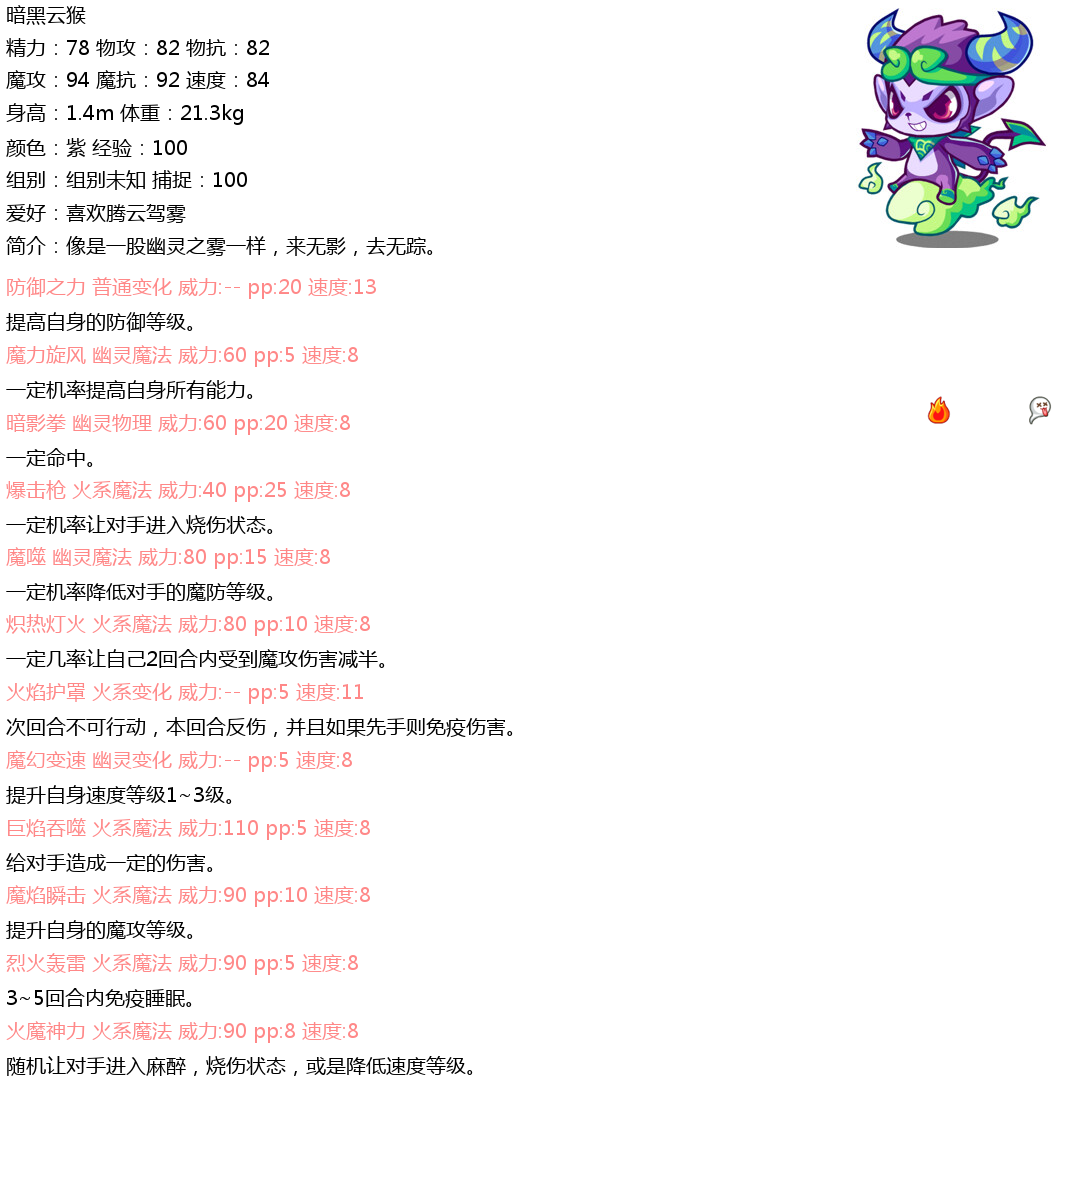 暗黑云猴
精力：78 物攻：82 物抗：82
魔攻：94 魔抗：92 速度：84
身高：1.4m 体重：21.3kg
颜色：紫 经验：100
组别：组别未知 捕捉：100
爱好：喜欢腾云驾雾
简介：像是一股幽灵之雾一样，来无影，去无踪。
防御之力 普通变化 威力:-- pp:20 速度:13
提高自身的防御等级。
魔力旋风 幽灵魔法 威力:60 pp:5 速度:8
一定机率提高自身所有能力。
暗影拳 幽灵物理 威力:60 pp:20 速度:8
一定命中。
爆击枪 火系魔法 威力:40 pp:25 速度:8
一定机率让对手进入烧伤状态。
魔噬 幽灵魔法 威力:80 pp:15 速度:8
一定机率降低对手的魔防等级。
炽热灯火 火系魔法 威力:80 pp:10 速度:8
一定几率让自己2回合内受到魔攻伤害减半。
火焰护罩 火系变化 威力:-- pp:5 速度:11
次回合不可行动，本回合反伤，并且如果先手则免疫伤害。
魔幻变速 幽灵变化 威力:-- pp:5 速度:8
提升自身速度等级1~3级。
巨焰吞噬 火系魔法 威力:110 pp:5 速度:8
给对手造成一定的伤害。
魔焰瞬击 火系魔法 威力:90 pp:10 速度:8
提升自身的魔攻等级。
烈火轰雷 火系魔法 威力:90 pp:5 速度:8
3~5回合内免疫睡眠。
火魔神力 火系魔法 威力:90 pp:8 速度:8
随机让对手进入麻醉，烧伤状态，或是降低速度等级。